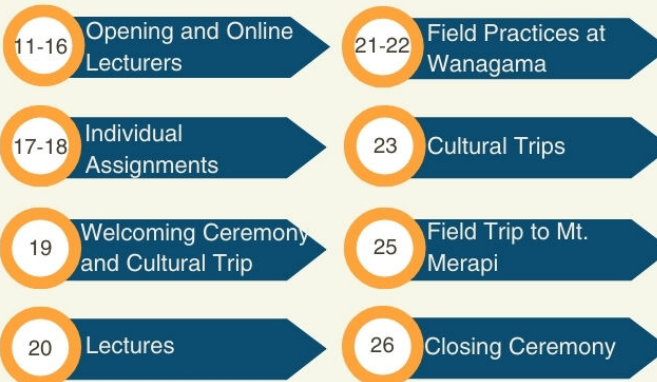 11-16
Opening and Online
Lecturers
17-18
Individual
Assignments
19
Welcoming Ceremony
and Cultural Trip
20
Lectures
21-22
Field Practices at
Wanagama
23
Cultural Trips
25
Field Trip to Mt.
Merapi
26
Closing Ceremony